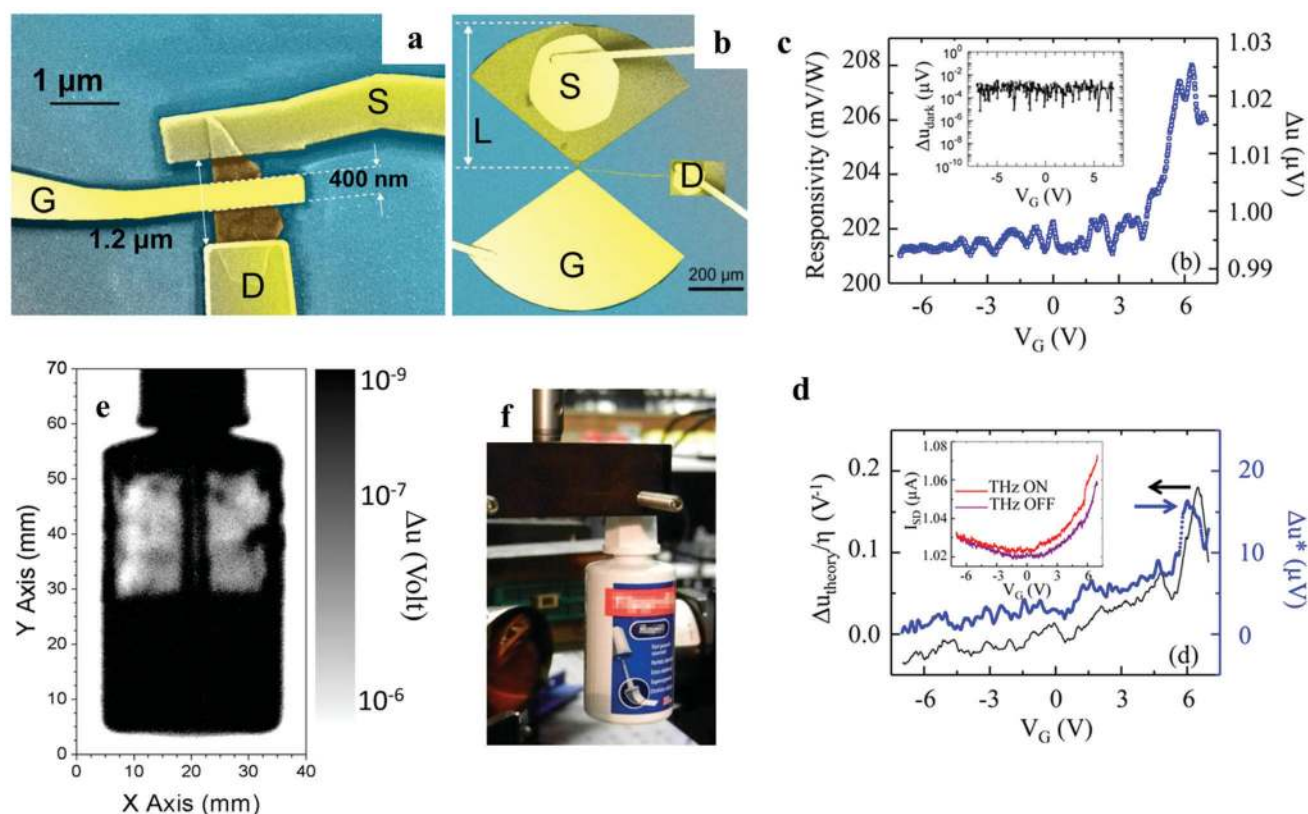 a
1 μm
S
G
400 nm
1.2 μm
D
b
S
L
D
G
200 μm
c
Responsivity (mV/W)
208
206
204
202
200
Δu (μV)
1.03
1.02
1.01
1.00
0.99
Δu_dark (μV)
10^0
10^-2
10^-4
10^-6
10^-8
10^-10
-5 0 5
V_G (V)
(b)
-6 -3 0 3 6
V_G (V)
e
Y Axis (mm)
70
60
50
40
30
20
10
0
0 10 20 30 40
X Axis (mm)
10^-9
10^-7
10^-6
Δu (Volt)
f
d
Δu_theory/η (V^-1)
0.2
0.1
0.0
Δu* (μV)
20
10
0
I_SD (μA)
1.08
1.06
1.04
1.02
THz ON
THz OFF
-6 -3 0 3 6
V_G (V)
(d)
-6 -3 0 3 6
V_G (V)